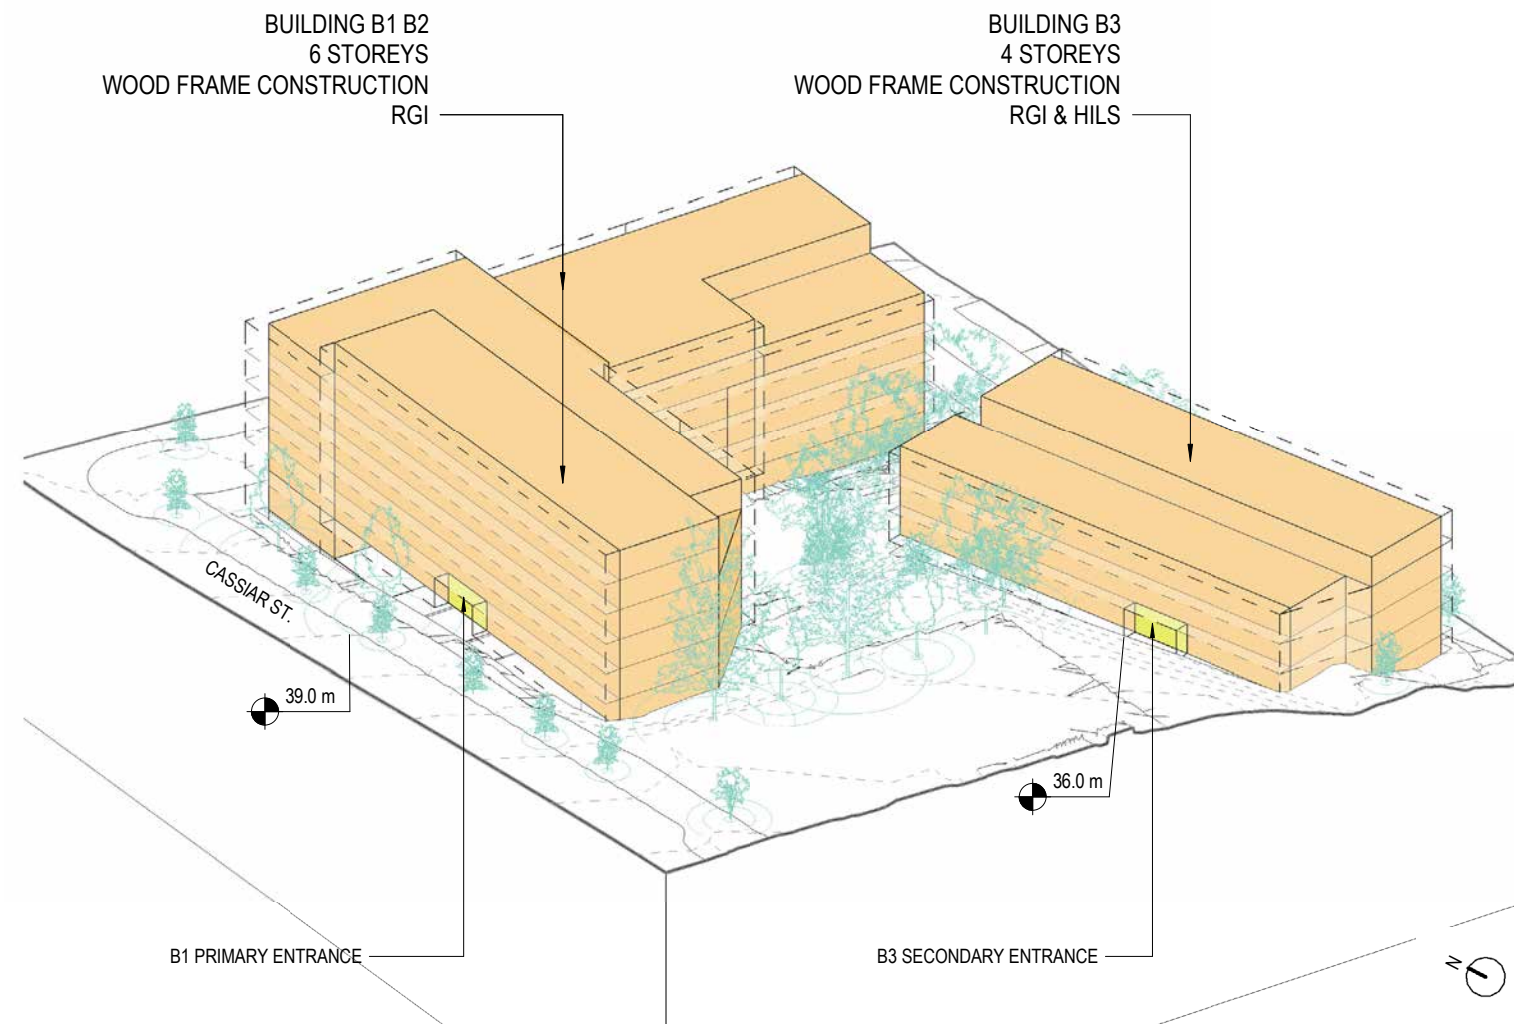 BUILDING B1 B2
6 STOREYS
WOOD FRAME CONSTRUCTION
RGI
BUILDING B3
4 STOREYS
WOOD FRAME CONSTRUCTION
RGI & HILS
CASSIAR ST.
39.0 m
36.0 m
B1 PRIMARY ENTRANCE
B3 SECONDARY ENTRANCE
N